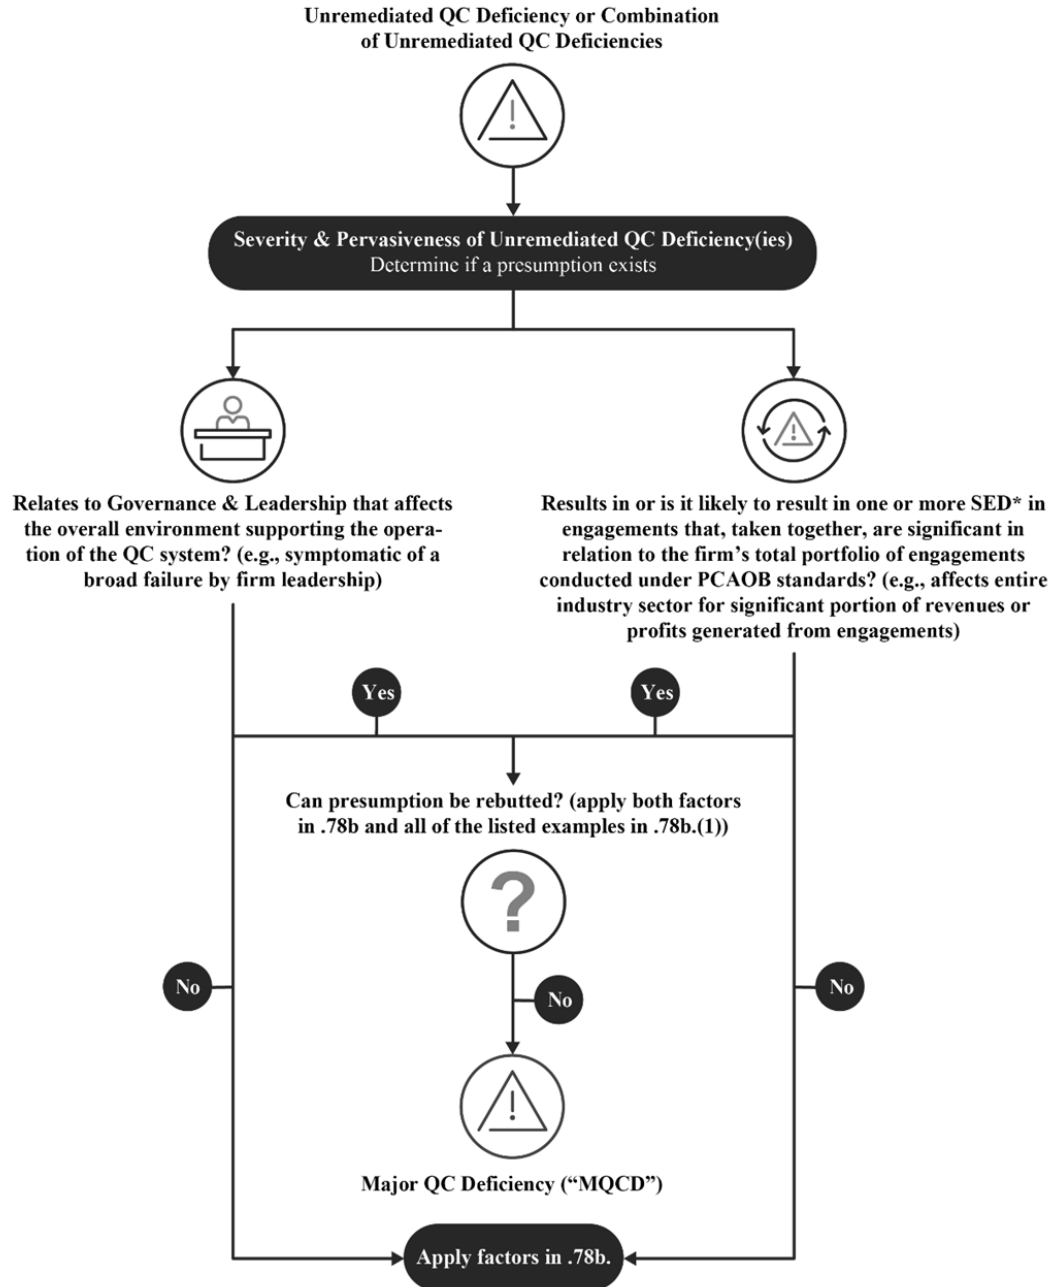 Unremediated QC Deficiency or Combination
of Unremediated QC Deficiencies
Severity & Pervasiveness of Unremediated QC Deficiency(ies)
Determine if a presumption exists
Relates to Governance & Leadership that affects
the overall environment supporting the opera-
tion of the QC system? (e.g., symptomatic of a
broad failure by firm leadership)
Results in or is it likely to result in one or more SED* in
engagements that, taken together, are significant in
relation to the firm’s total portfolio of engagements
conducted under PCAOB standards? (e.g., affects entire
industry sector for significant portion of revenues or
profits generated from engagements)
Yes
Yes
Can presumption be rebutted? (apply both factors
in .78b and all of the listed examples in .78b.(1))
?
No
No
No
Major QC Deficiency (“MQCD”)
Apply factors in .78b.